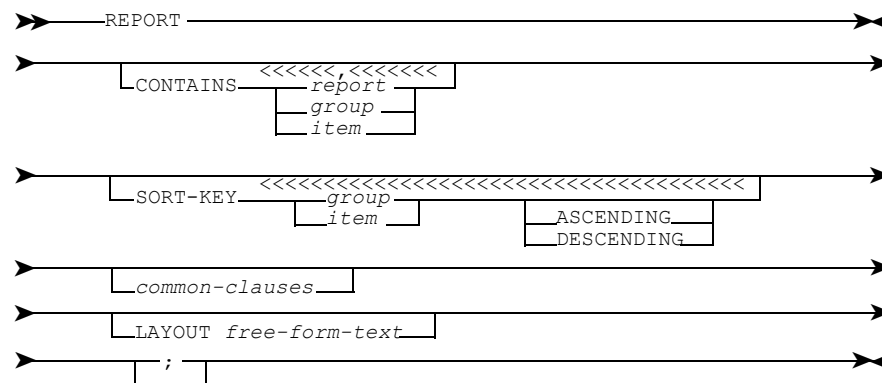 REPORT
<<<<<<,<<<<<<<
CONTAINS report
group
item
<<<<<<<<<<<<<<<<<<<<<<<<<<<<<<<<<<<<<<
SORT-KEY group
item ASCENDING
DESCENDING
common-clauses
LAYOUT free-form-text
;